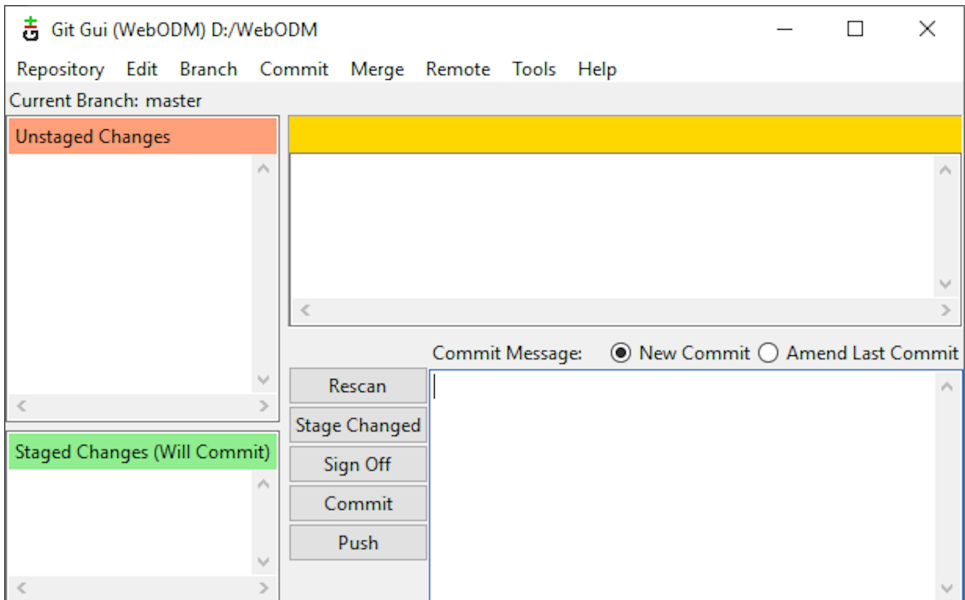 Git Gui (WebODM) D:/WebODM
Repository Edit Branch Commit Merge Remote Tools Help
Current Branch: master
Unstaged Changes
Staged Changes (Will Commit)
Commit Message: New Commit Amend Last Commit
Rescan
Stage Changed
Sign Off
Commit
Push